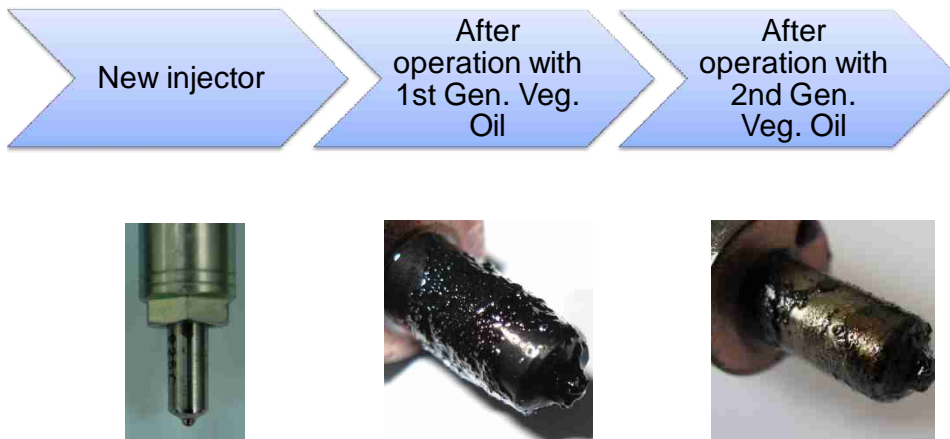 New injector
After
operation with
1st Gen. Veg.
Oil
After
operation with
2nd Gen.
Veg. Oil